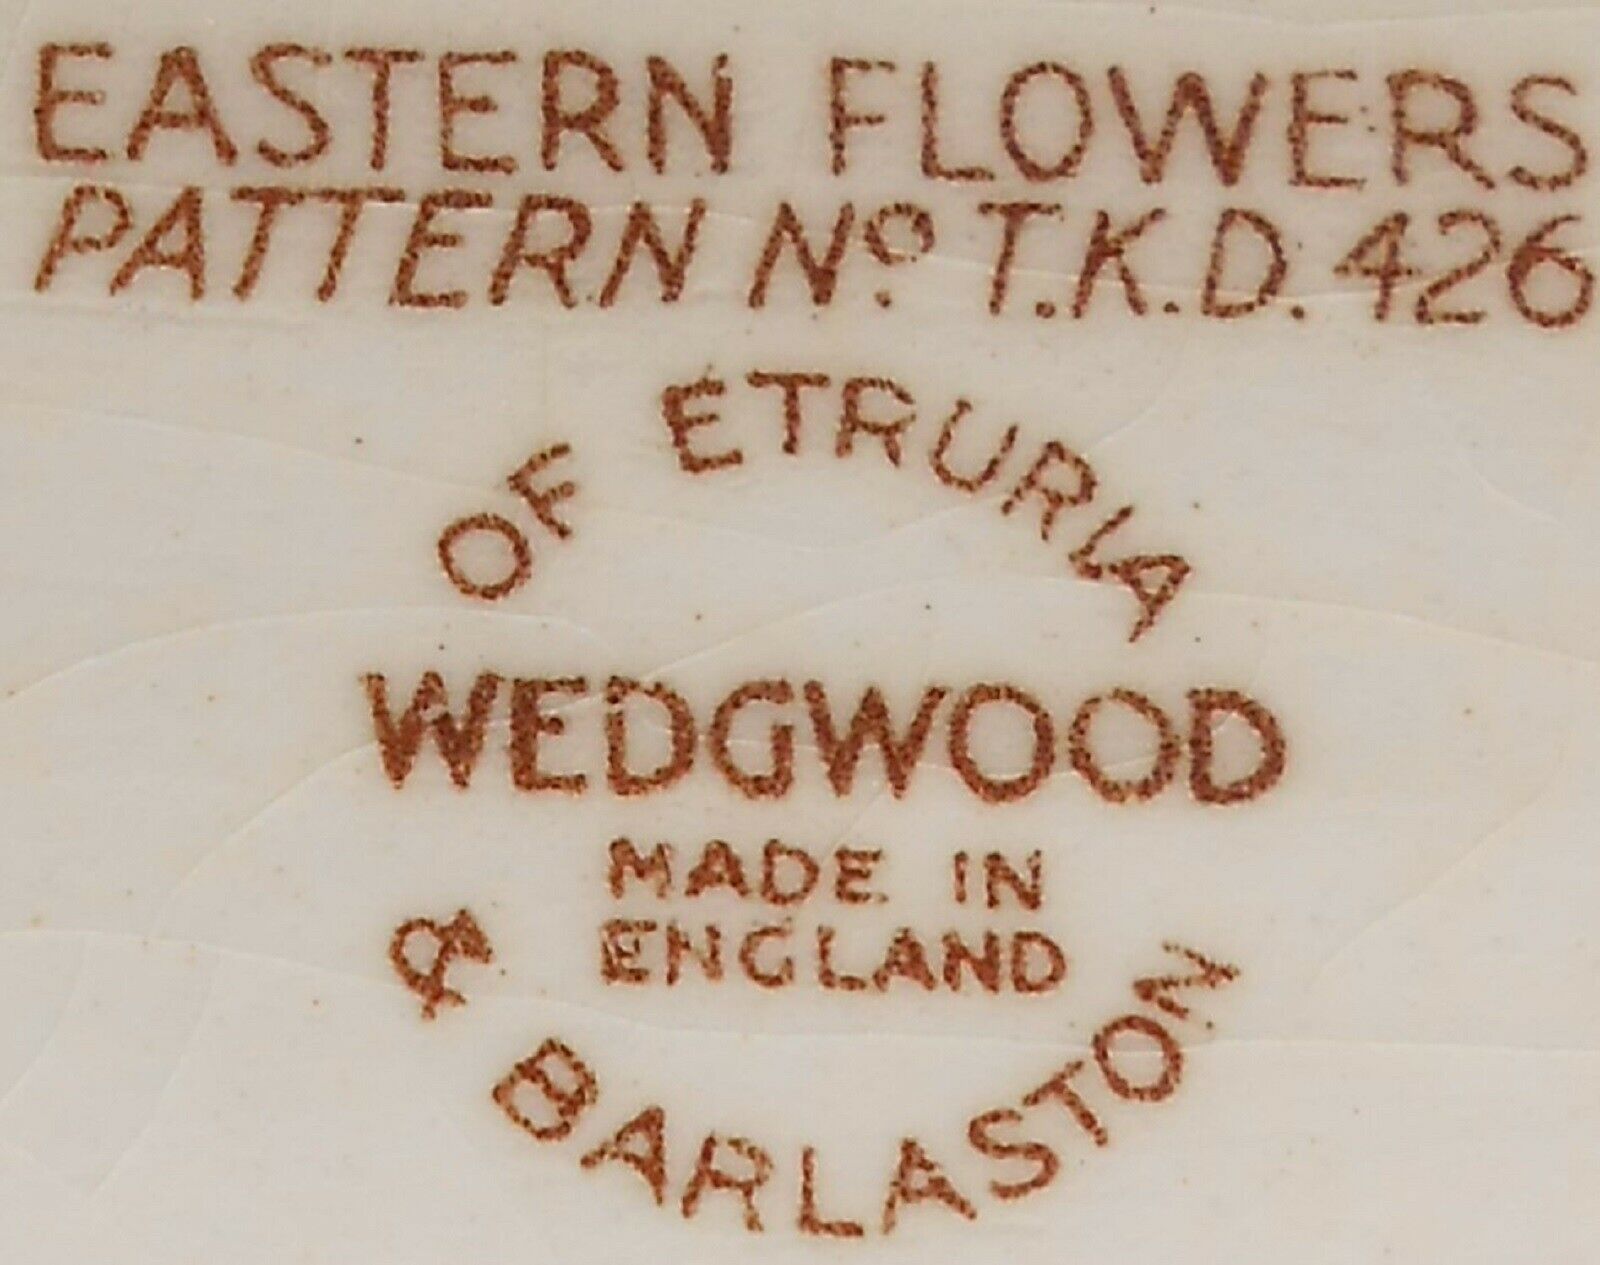 EASTERN FLOWERS
PATTERN No. T.K.D. 426
OF ETRURIA
WEDGWOOD
MADE IN
ENGLAND
& BARLASTON